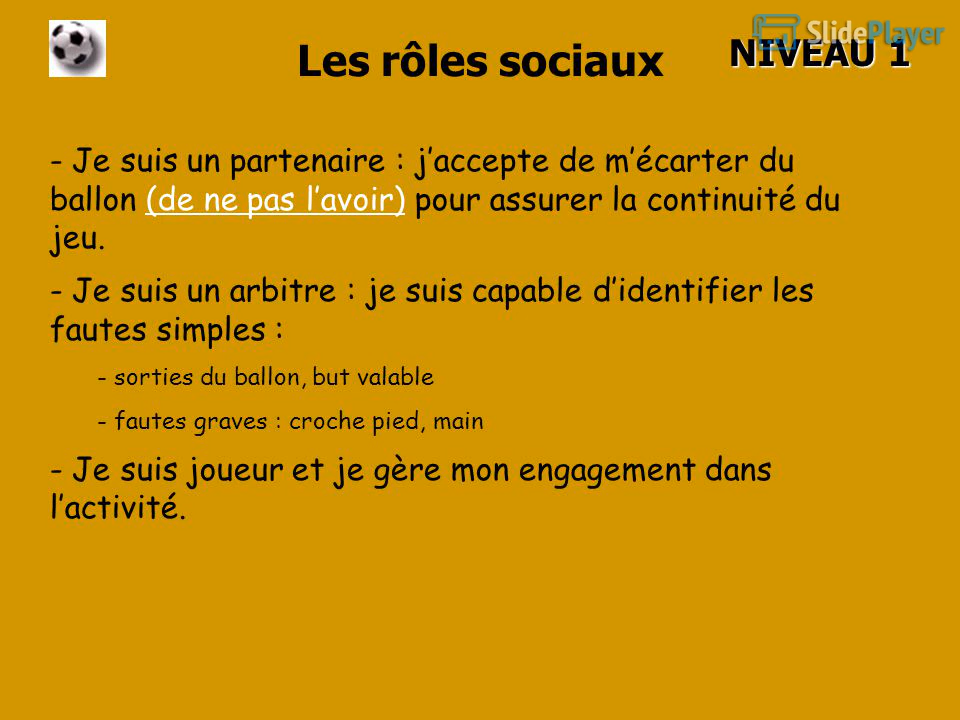 Les rôles sociaux
NIVEAU 1
SlidePlayer
- Je suis un partenaire : j’accepte de m’écarter du
ballon (de ne pas l’avoir) pour assurer la continuité du
jeu.
- Je suis un arbitre : je suis capable d’identifier les
fautes simples :
- sorties du ballon, but valable
- fautes graves : croche pied, main
- Je suis joueur et je gère mon engagement dans
l’activité.